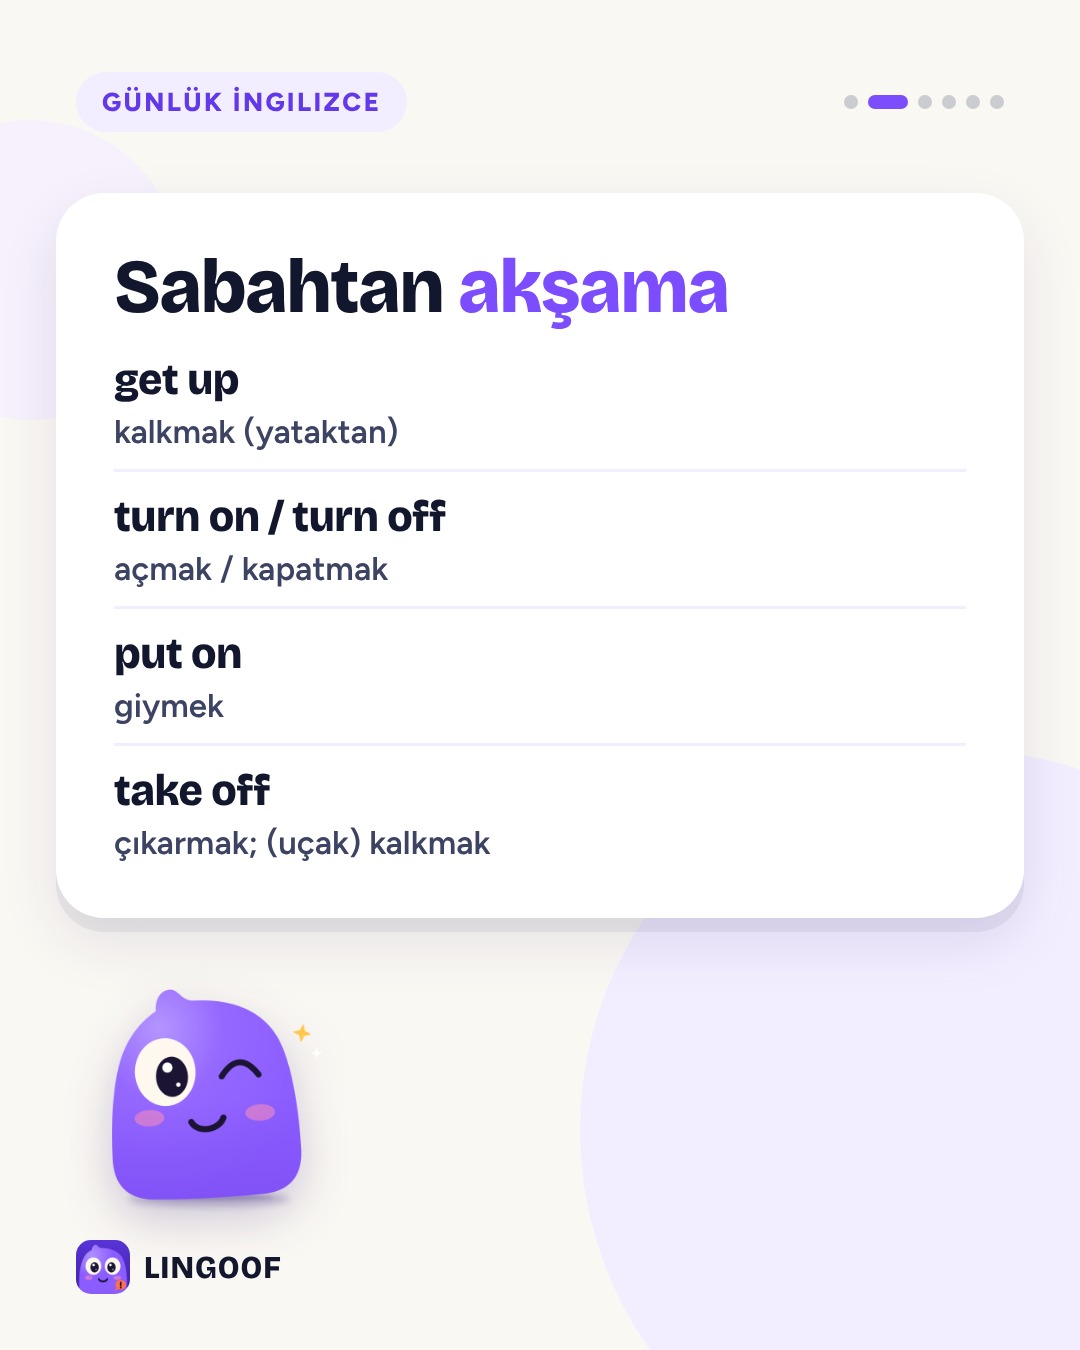 GÜNLÜK İNGILIZCE
Sabahtan akşama
get up
kalkmak (yataktan)
turn on / turn off
açmak / kapatmak
put on
giymek
take off
çıkarmak; (uçak) kalkmak
LINGOOF